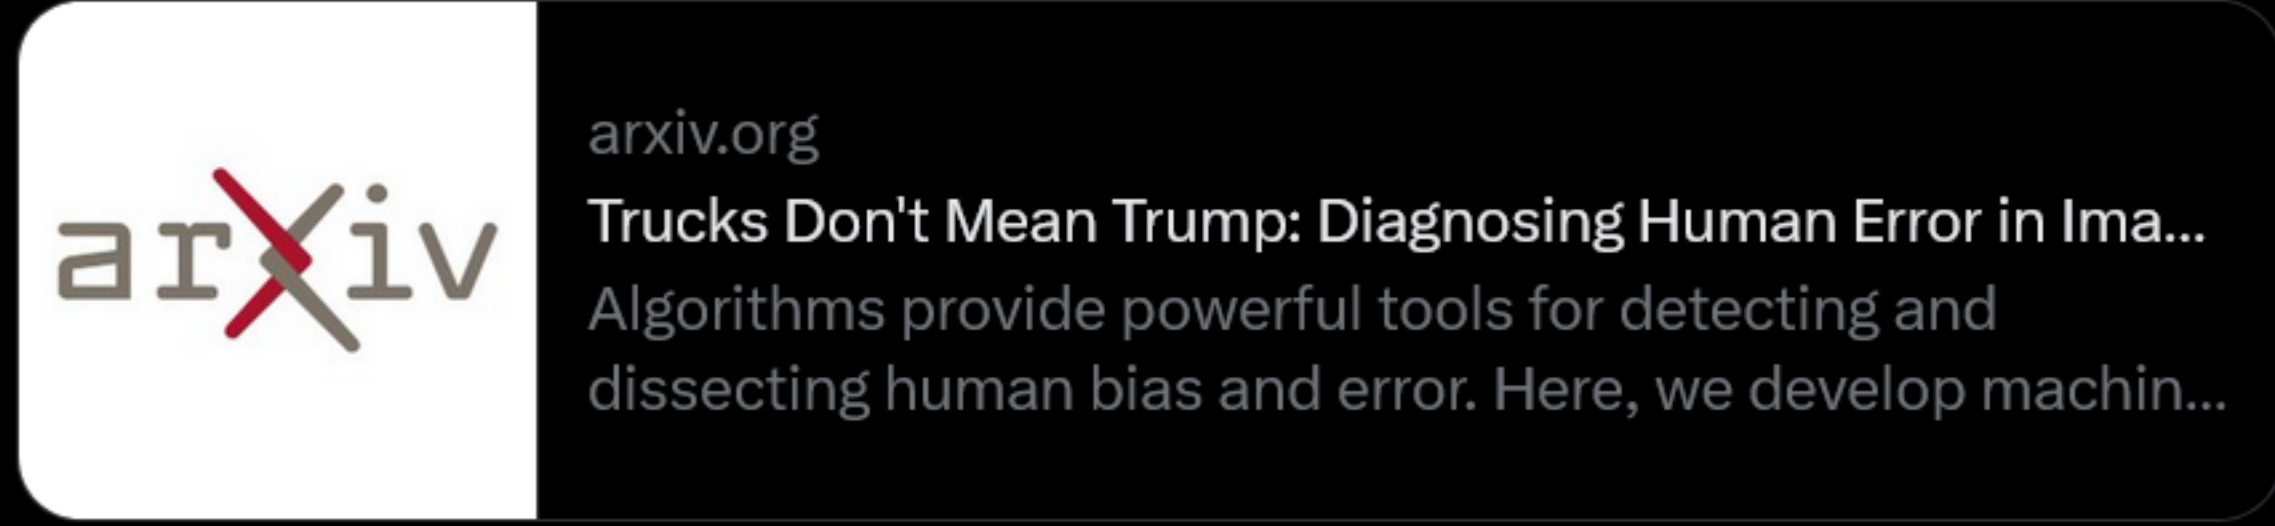 arXiv
arxiv.org
Trucks Don't Mean Trump: Diagnosing Human Error in Ima...
Algorithms provide powerful tools for detecting and
dissecting human bias and error. Here, we develop machin...